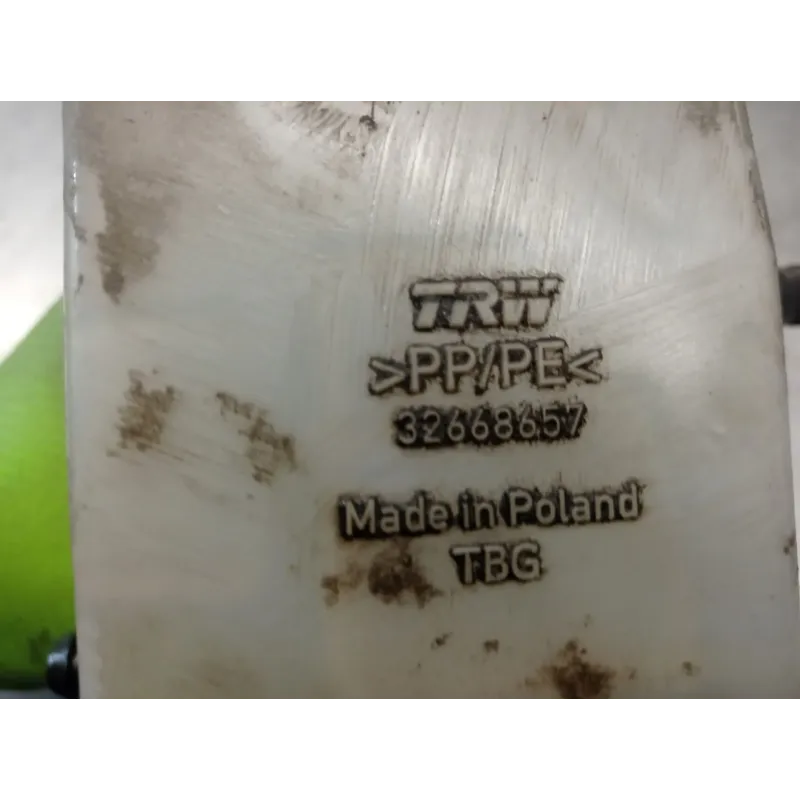 TRW
>PP/PE<
32668657
Made in Poland
TBG